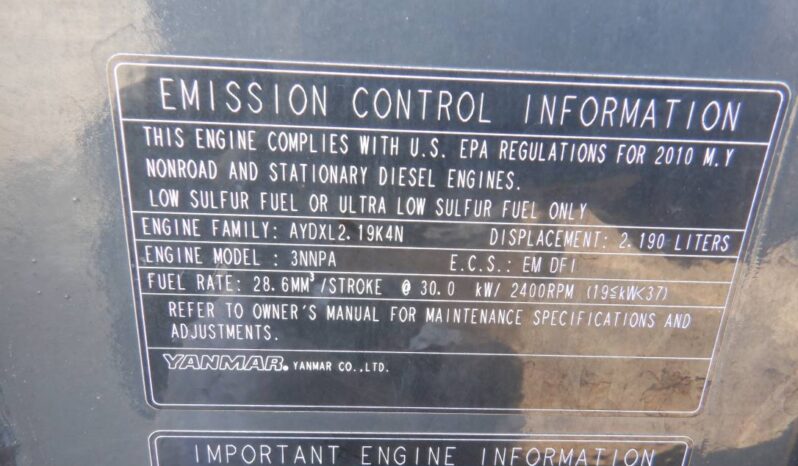 EMISSION CONTROL INFORMATION
THIS ENGINE COMPLIES WITH U.S. EPA REGULATIONS FOR 2010 M.Y
NONROAD AND STATIONARY DIESEL ENGINES.
LOW SULFUR FUEL OR ULTRA LOW SULFUR FUEL ONLY
ENGINE FAMILY: AYDXL2.19K4N DISPLACEMENT: 2.190 LITERS
ENGINE MODEL : 3NNPA E.C.S.: EM DFI
FUEL RATE: 28.6MM³/STROKE @ 30.0 kW/ 2400RPM (19≦kW<37)
REFER TO OWNER'S MANUAL FOR MAINTENANCE SPECIFICATIONS AND
ADJUSTMENTS.
YANMAR. YANMAR CO.,LTD.
IMPORTANT ENGINE INFORMATION